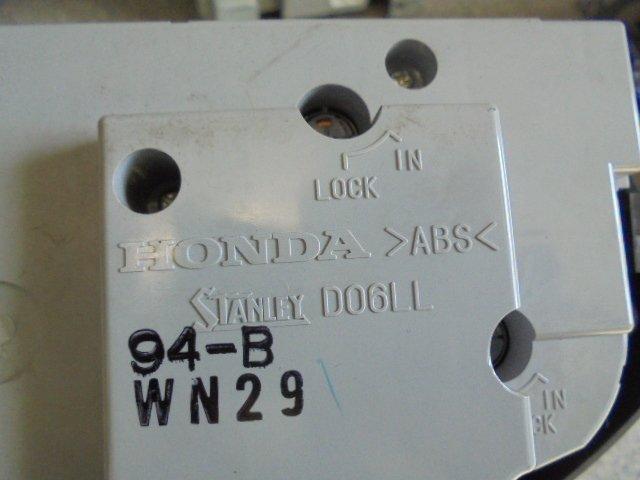 IN
LOCK
HONDA >ABS<
STANLEY D06LL
94-B
WN29
IN
CK